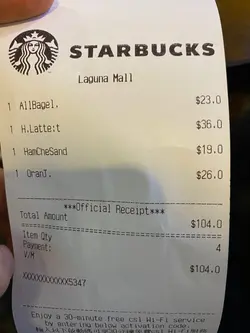 STARBUCKS
Laguna Mall
1 AllBagel. $23.0
1 H.Latte:t $36.0
1 HamCheSand $19.0
1 OranJ. $26.0
***Official Receipt***
Total Amount $104.0
Item Qty 4
Payment:
V/M $104.0
XXXXXXXXXXXX5347
Enjoy a 30-minute free csl Wi-Fi service
by entering below activation code.